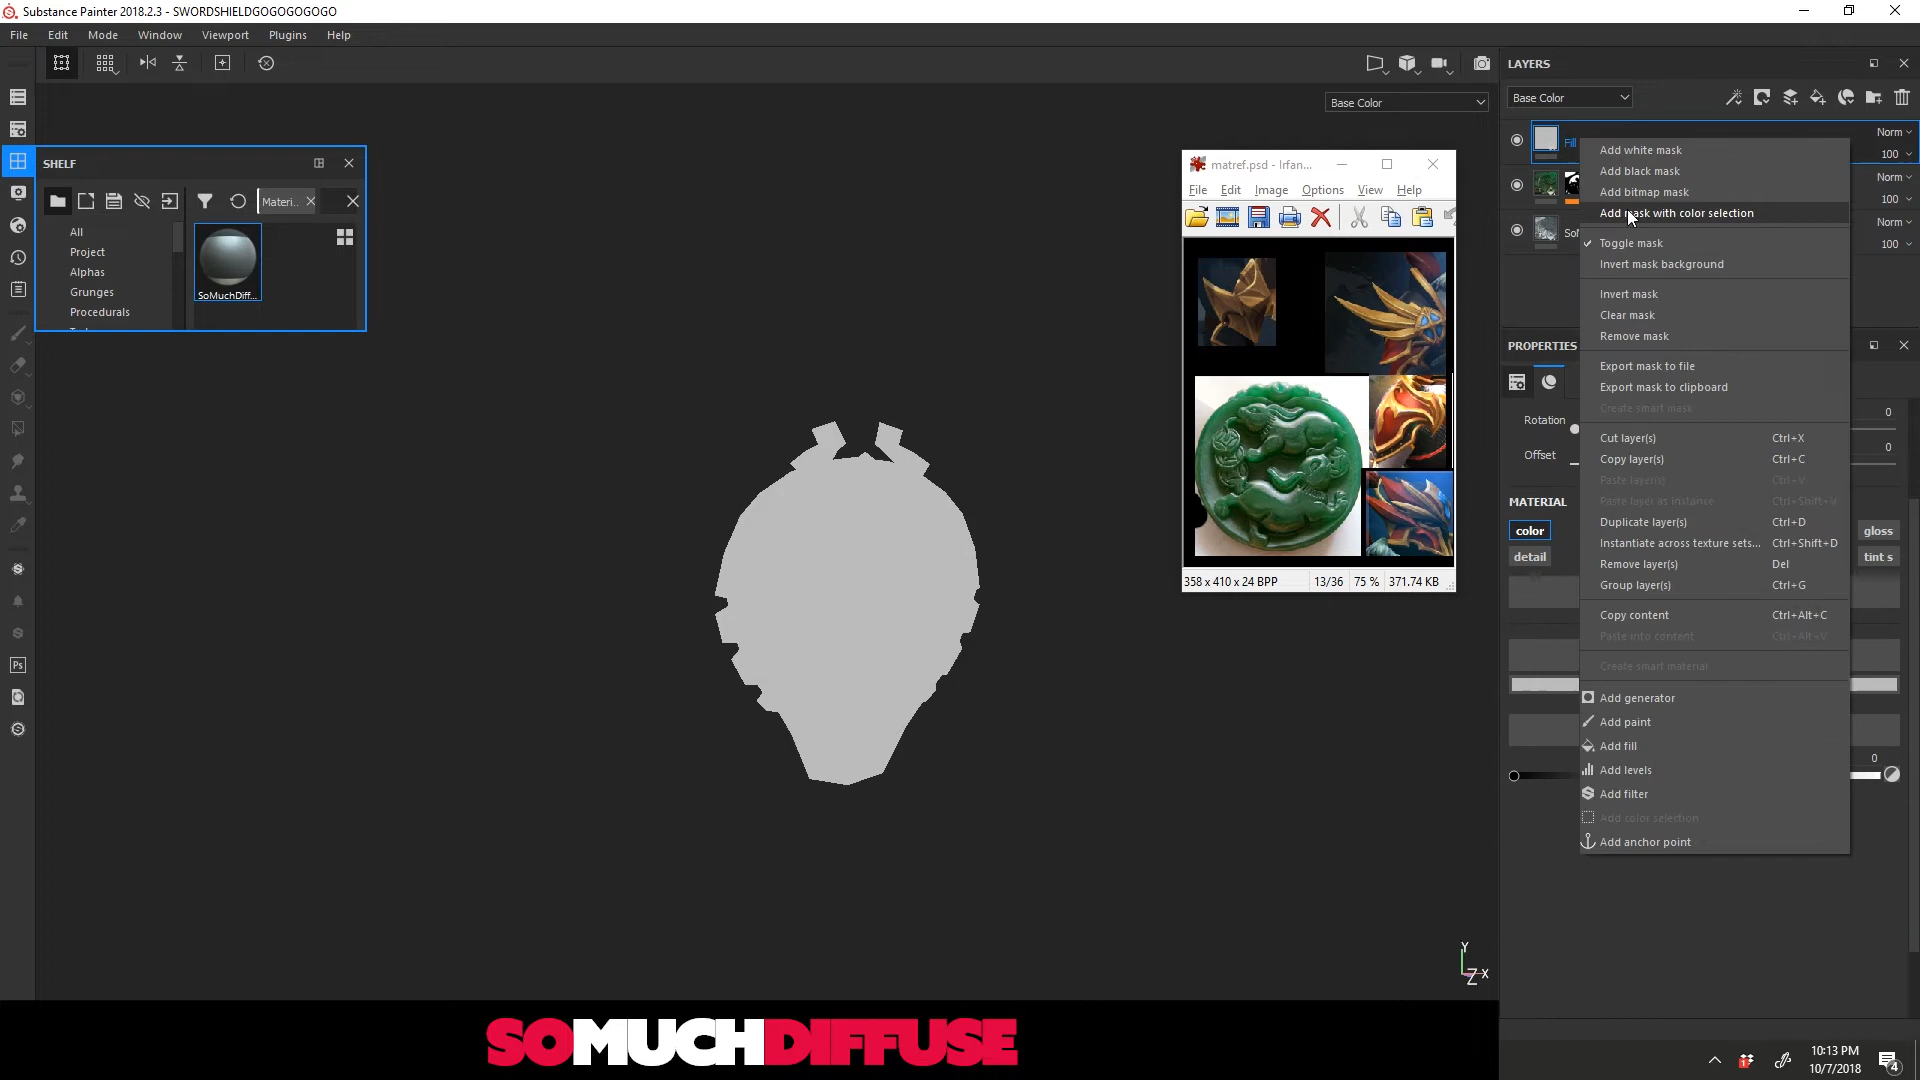 Substance Painter 2018.2.3 - SWORDSHIELDGOGOGOGOGO
File Edit Mode Window Viewport Plugins Help
Base Color
SHELF
Materi..
All
Project
Alphas
Grunges
Procedurals
SoMuchDiff...
matref.psd - Irfan...
File Edit Image Options View Help
358 x 410 x 24 BPP 13/36 75 % 371.74 KB
LAYERS
Base Color
Fill
Norm
100
Norm
100
Norm
100
Add white mask
Add black mask
Add bitmap mask
Add mask with color selection
Toggle mask
Invert mask background
Invert mask
Clear mask
Remove mask
Export mask to file
Export mask to clipboard
Create smart mask
Cut layer(s) Ctrl+X
Copy layer(s) Ctrl+C
Paste layer(s) Ctrl+V
Paste layer as instance Ctrl+Shift+V
Duplicate layer(s) Ctrl+D
Instantiate across texture sets... Ctrl+Shift+D
Remove layer(s) Del
Group layer(s) Ctrl+G
Copy content Ctrl+Alt+C
Paste into content Ctrl+Alt+V
Create smart material
Add generator
Add paint
Add fill
Add levels
Add filter
Add color selection
Add anchor point
PROPERTIES
Rotation 0
Offset 0
MATERIAL
color gloss
detail tint s
0
Y
Z X
Ps
SOMUCHDIFFUSE
10:13 PM
10/7/2018
4